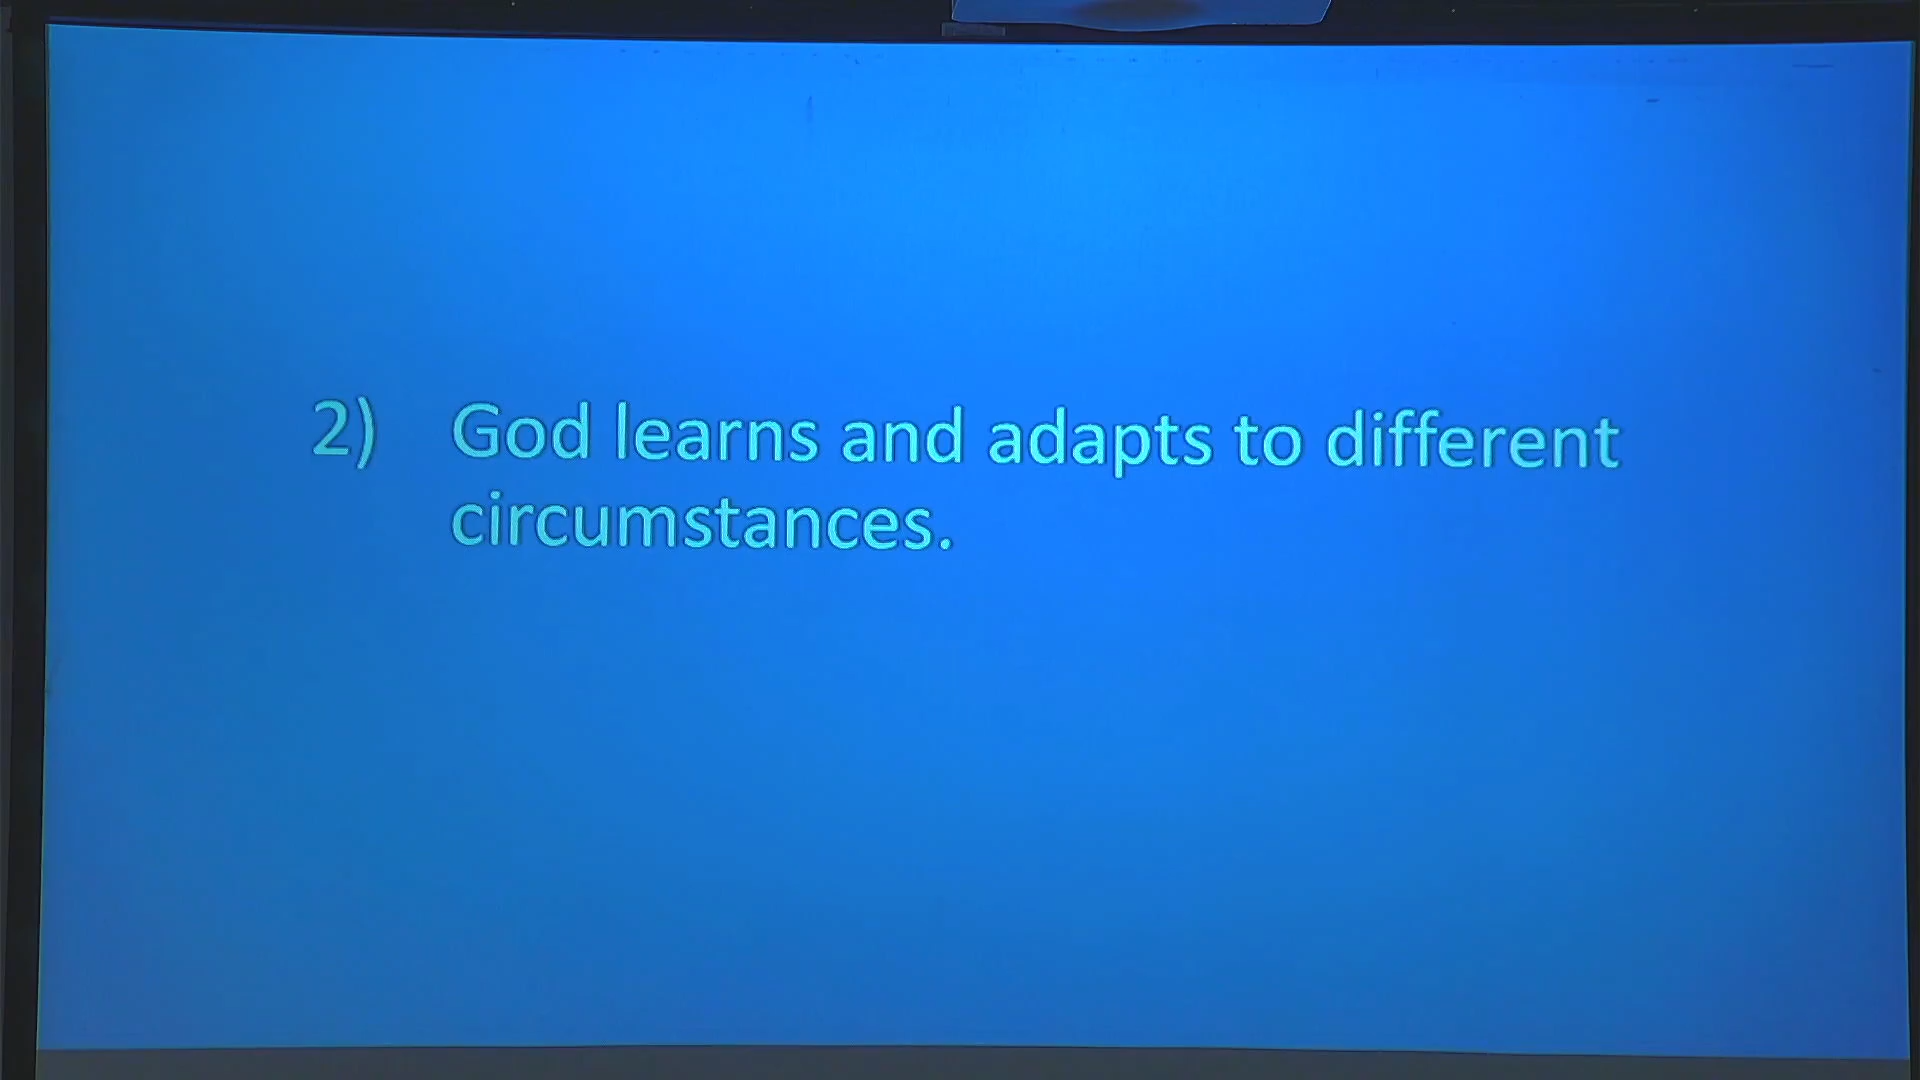 2) God learns and adapts to different
circumstances.